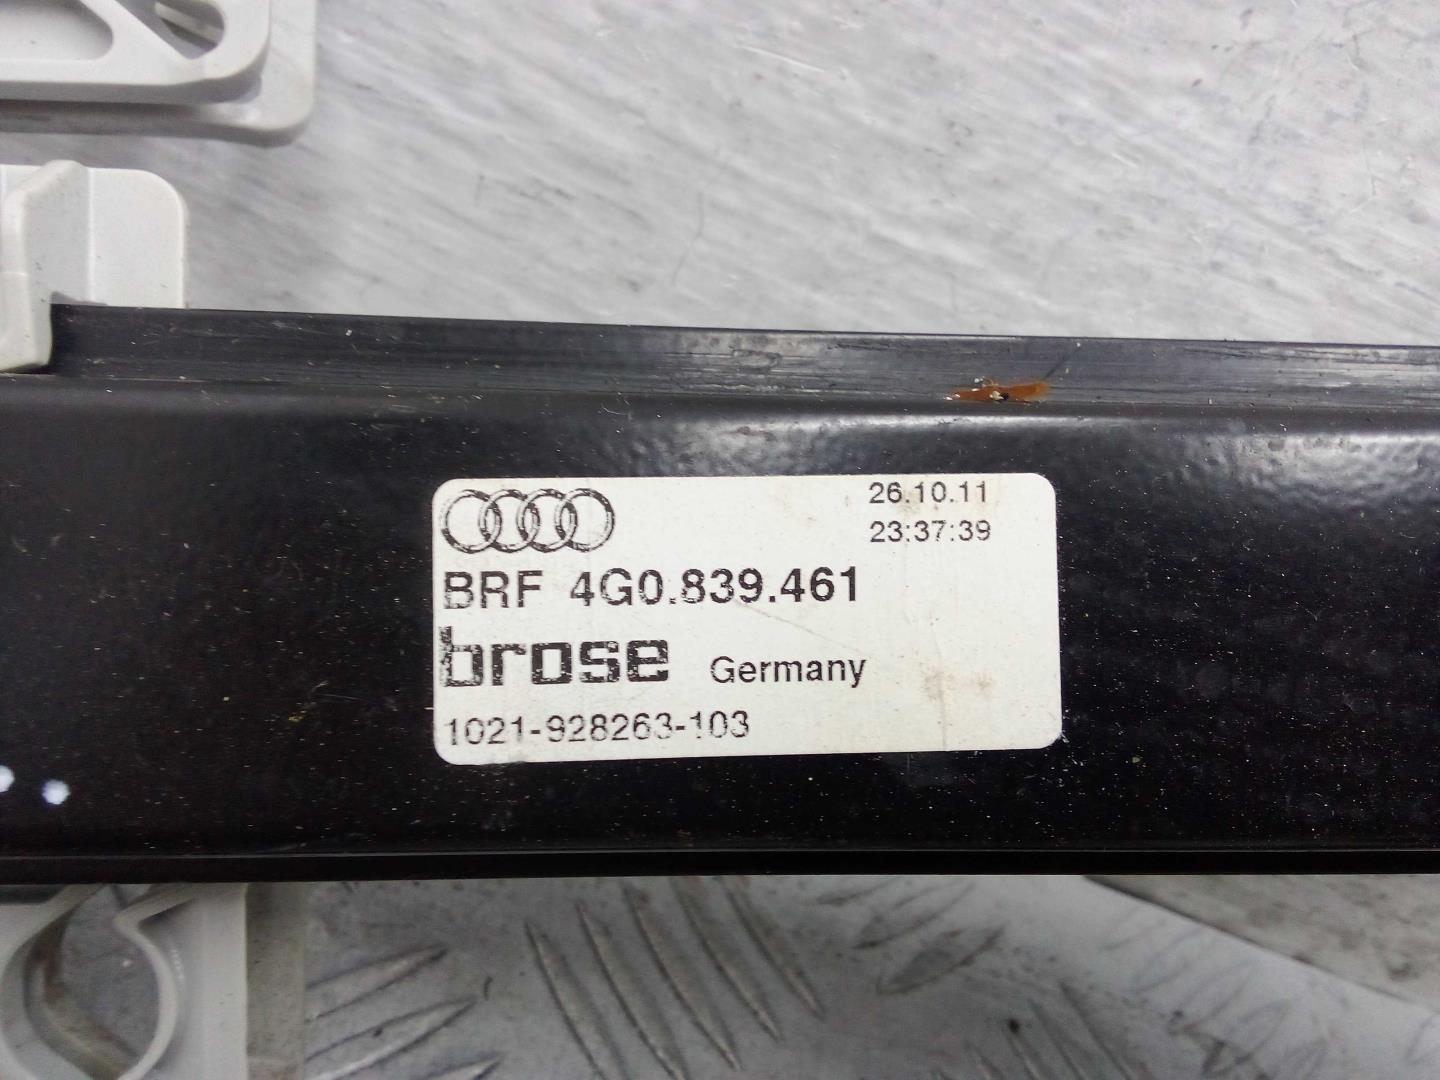 26.10.11
23:37:39
BRF 4G0.839.461
brose Germany
1021-928263-103